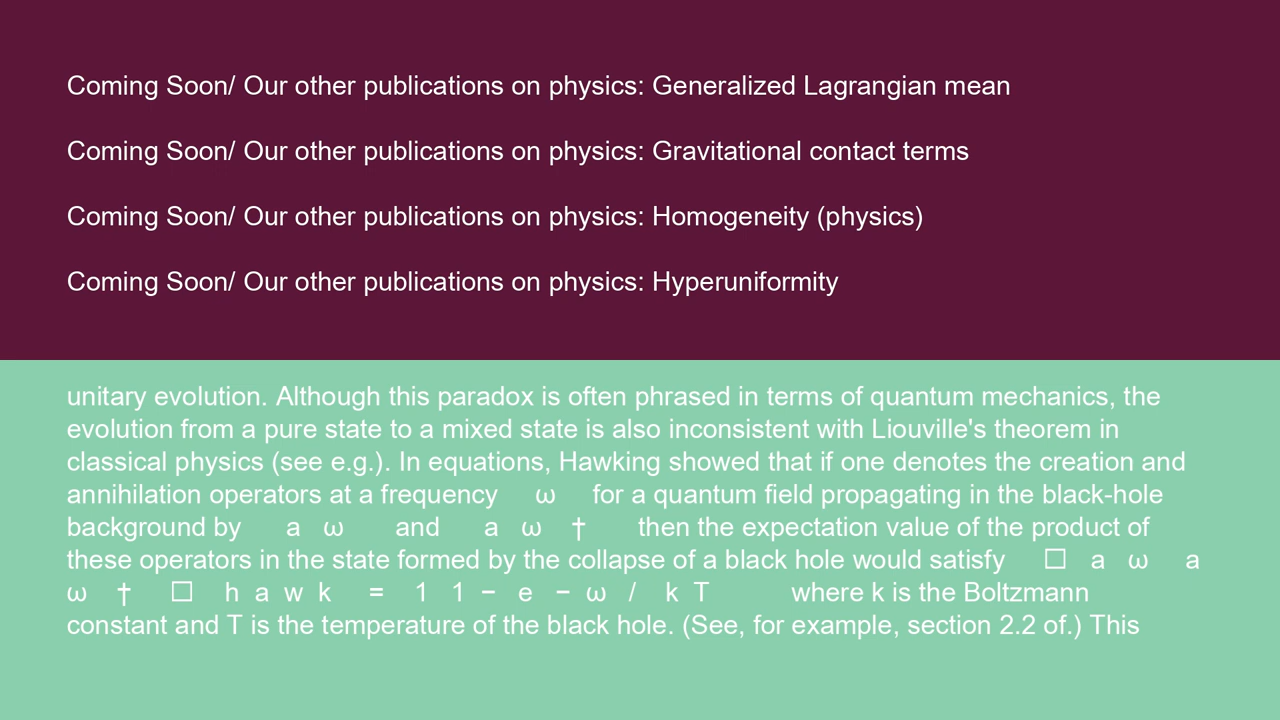 Coming Soon/ Our other publications on physics: Generalized Lagrangian mean
Coming Soon/ Our other publications on physics: Gravitational contact terms
Coming Soon/ Our other publications on physics: Homogeneity (physics)
Coming Soon/ Our other publications on physics: Hyperuniformity
unitary evolution. Although this paradox is often phrased in terms of quantum mechanics, the
evolution from a pure state to a mixed state is also inconsistent with Liouville's theorem in
classical physics (see e.g.). In equations, Hawking showed that if one denotes the creation and
annihilation operators at a frequency ω for a quantum field propagating in the black-hole
background by a ω and a ω † then the expectation value of the product of
these operators in the state formed by the collapse of a black hole would satisfy □ a ω a
ω † □ h a w k = 1 1 − e − ω / k T where k is the Boltzmann
constant and T is the temperature of the black hole. (See, for example, section 2.2 of.) This